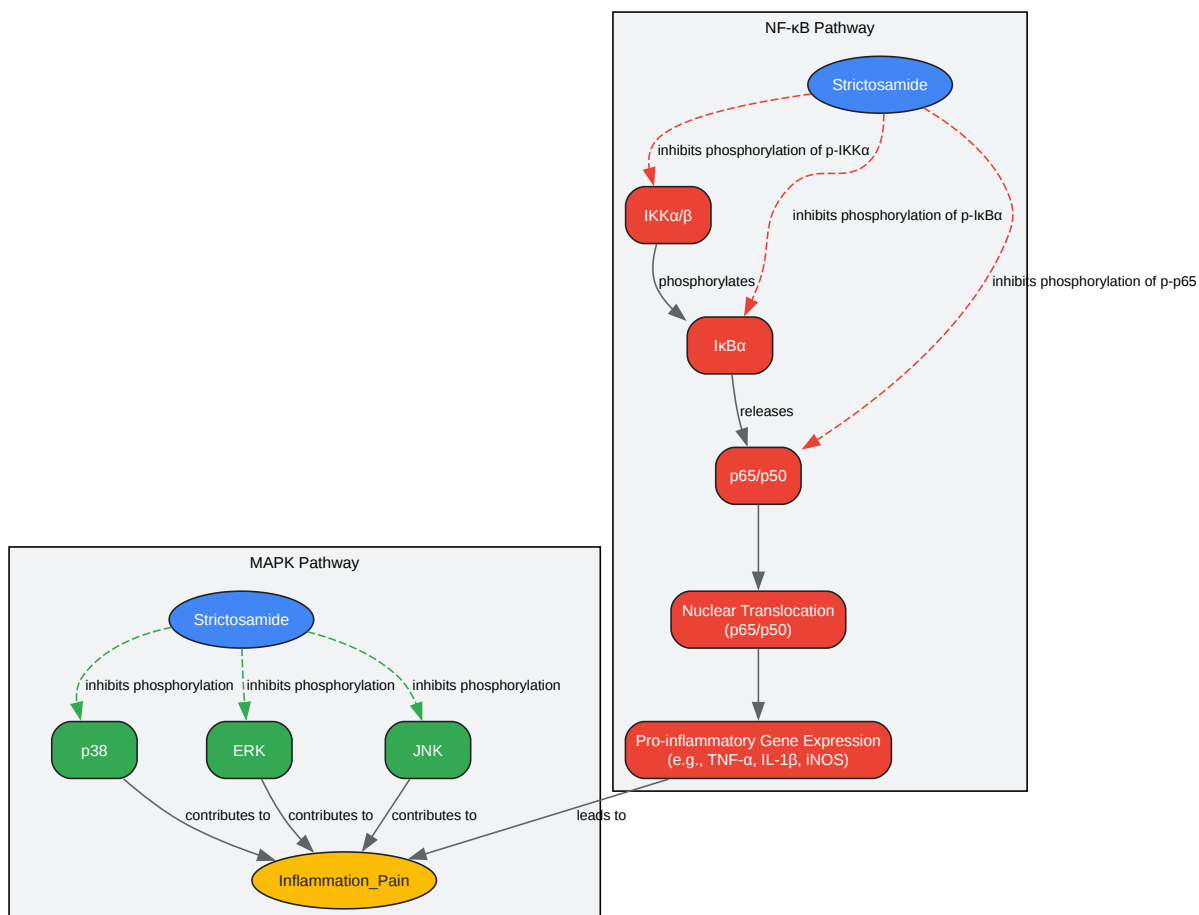 NF-κB Pathway
Strictosamide
inhibits phosphorylation of p-IKKα
IKKα/β
inhibits phosphorylation of p-IκBα
phosphorylates
inhibits phosphorylation of p-p65
IκBα
releases
p65/p50
MAPK Pathway
Strictosamide
Nuclear Translocation
(p65/p50)
inhibits phosphorylation
inhibits phosphorylation
inhibits phosphorylation
p38
ERK
JNK
Pro-inflammatory Gene Expression
(e.g., TNF-α, IL-1β, iNOS)
contributes to
contributes to
contributes to
leads to
Inflammation_Pain